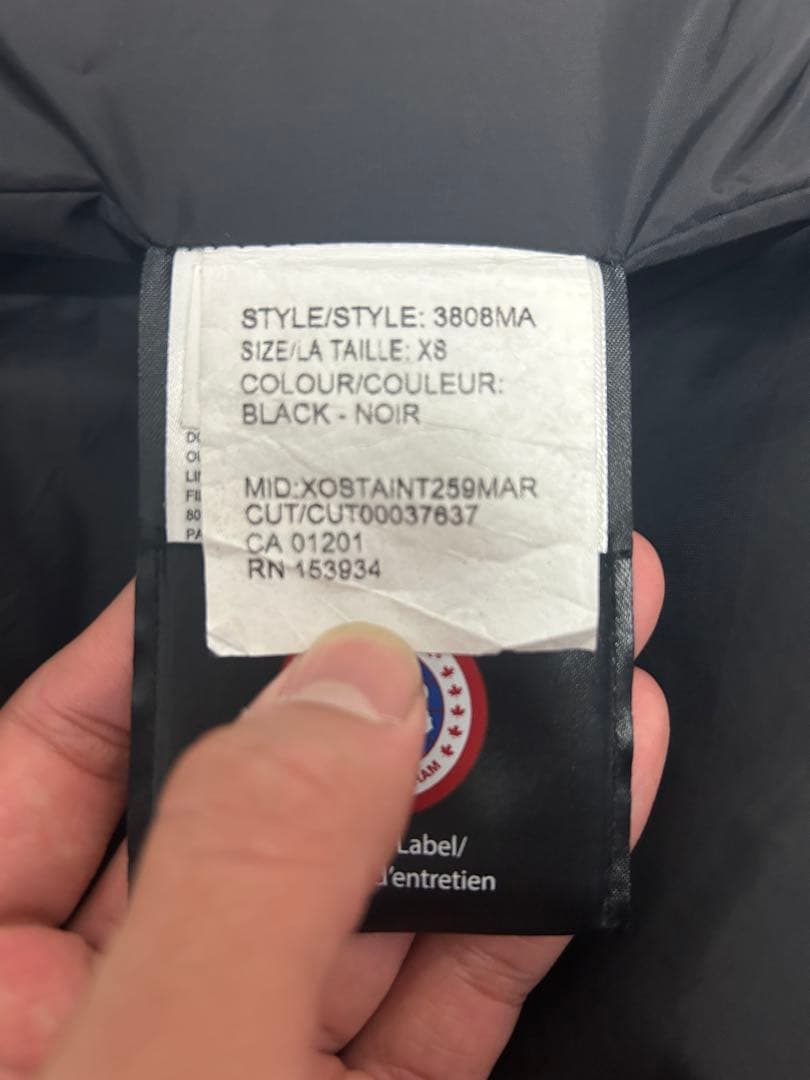 STYLE/STYLE: 3808MA
SIZE/LA TAILLE: XS
COLOUR/COULEUR:
BLACK - NOIR
MID:XOSTAINT259MAR
CUT/CUT00037637
CA 01201
RN 153934
80
Label/
d'entretien